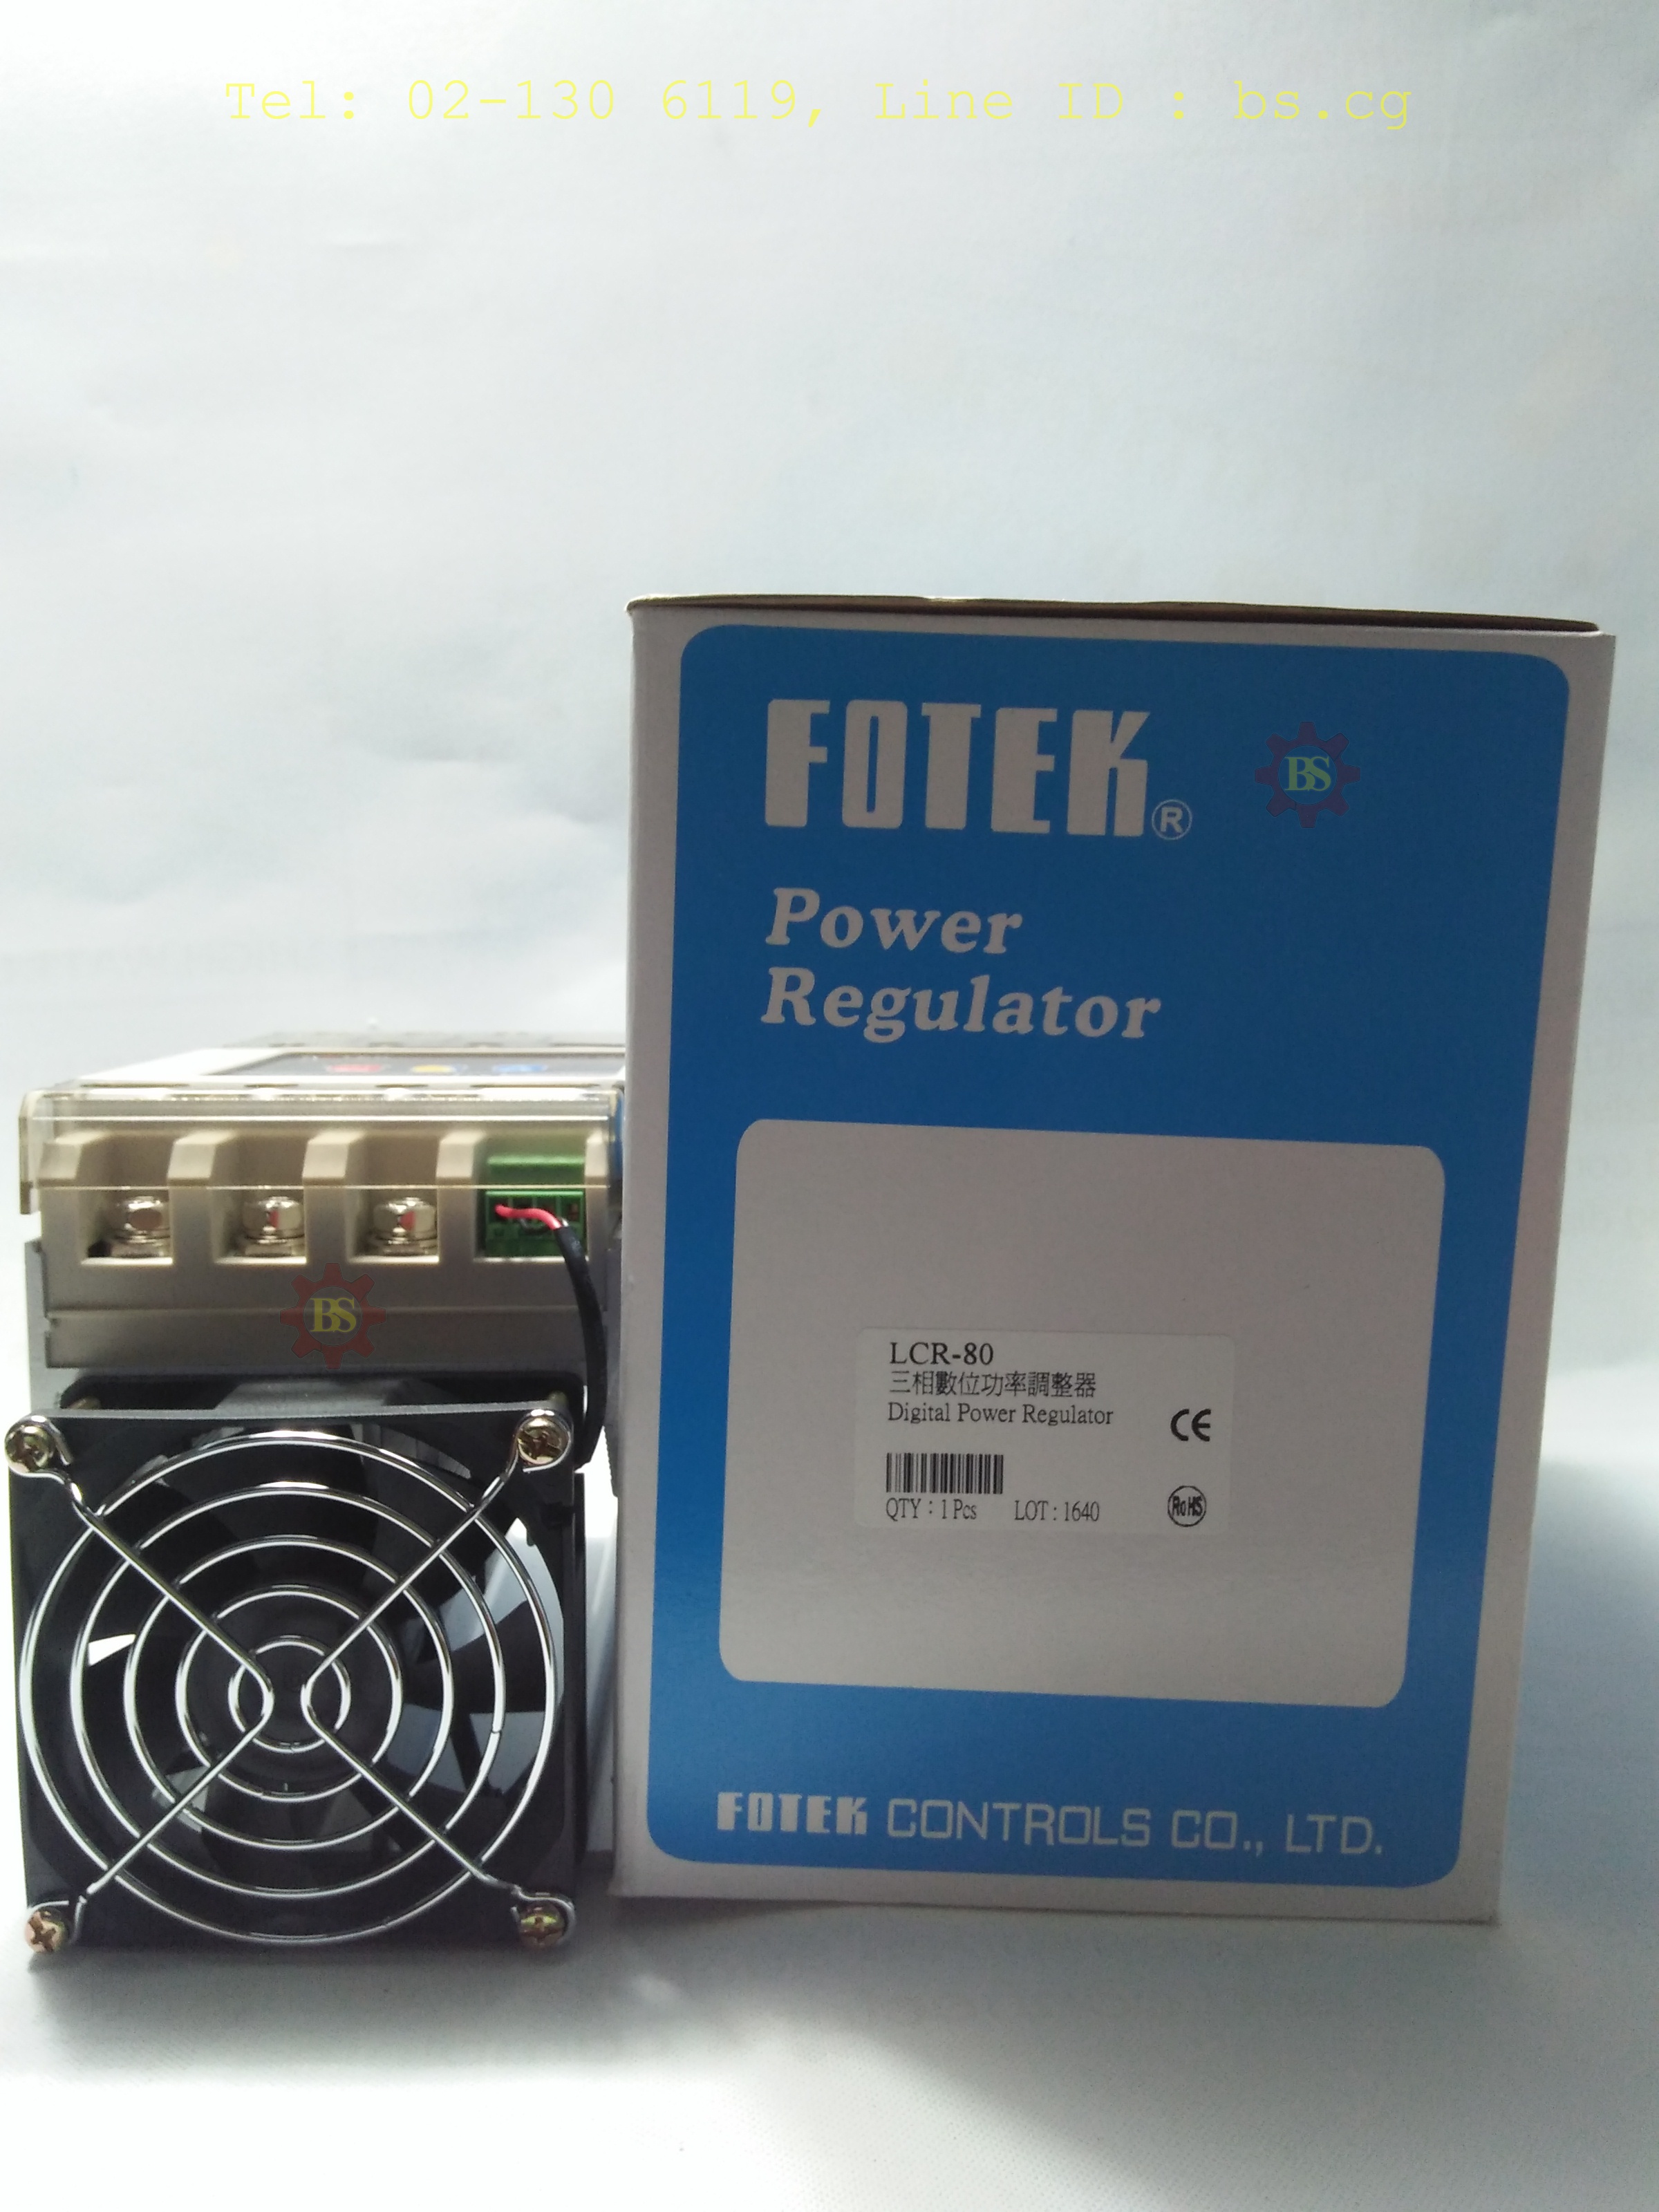 Tel: 02-130 6119, Line ID : bs.cg
FOTEK®
BS
Power
Regulator
BS
LCR-80
三相數位功率調整器
Digital Power Regulator
CE
QTY：1 Pcs LOT : 1640
RoHS
FOTEK CONTROLS CO., LTD.